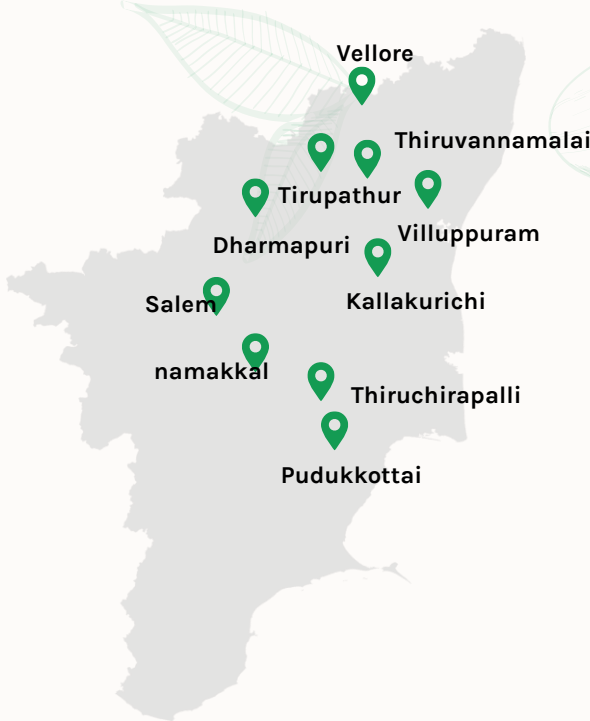 Vellore
Thiruvannamalai
Tirupathur
Villuppuram
Dharmapuri
Kallakurichi
Salem
namakkal
Thiruchirapalli
Pudukkottai